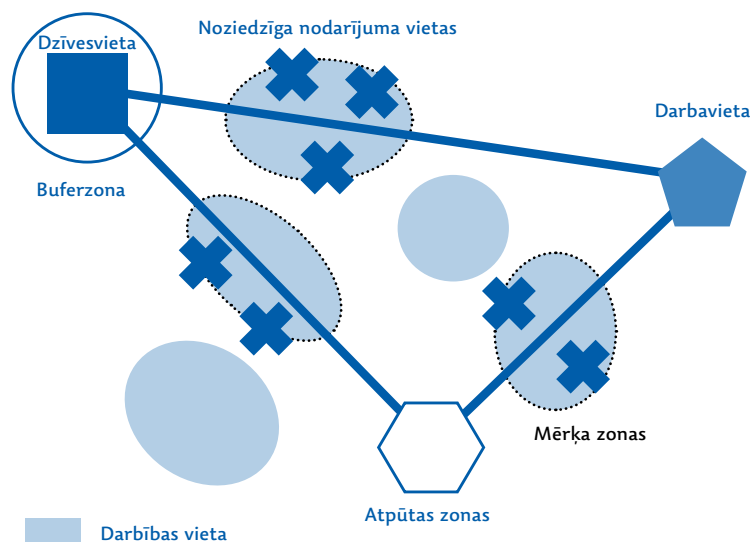 Noziedzīga nodarījuma vietas
Dzīvesvieta
Darbavieta
Buferzona
Mērķa zonas
Atpūtas zonas
Darbības vieta